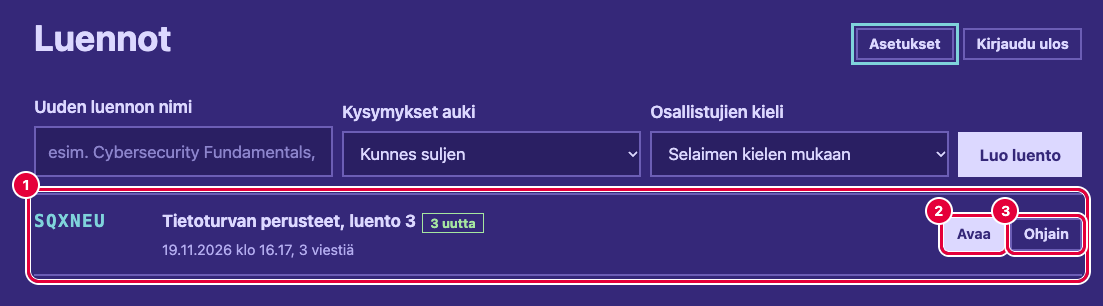 Luennot
Asetukset
Kirjaudu ulos
Uuden luennon nimi
Kysymykset auki
Osallistujien kieli
esim. Cybersecurity Fundamentals,
Kunnes suljen
Selaimen kielen mukaan
Luo luento
1
SQXNEU
Tietoturvan perusteet, luento 3
3 uutta
2
Avaa
3
Ohjain
19.11.2026 klo 16.17, 3 viestiä